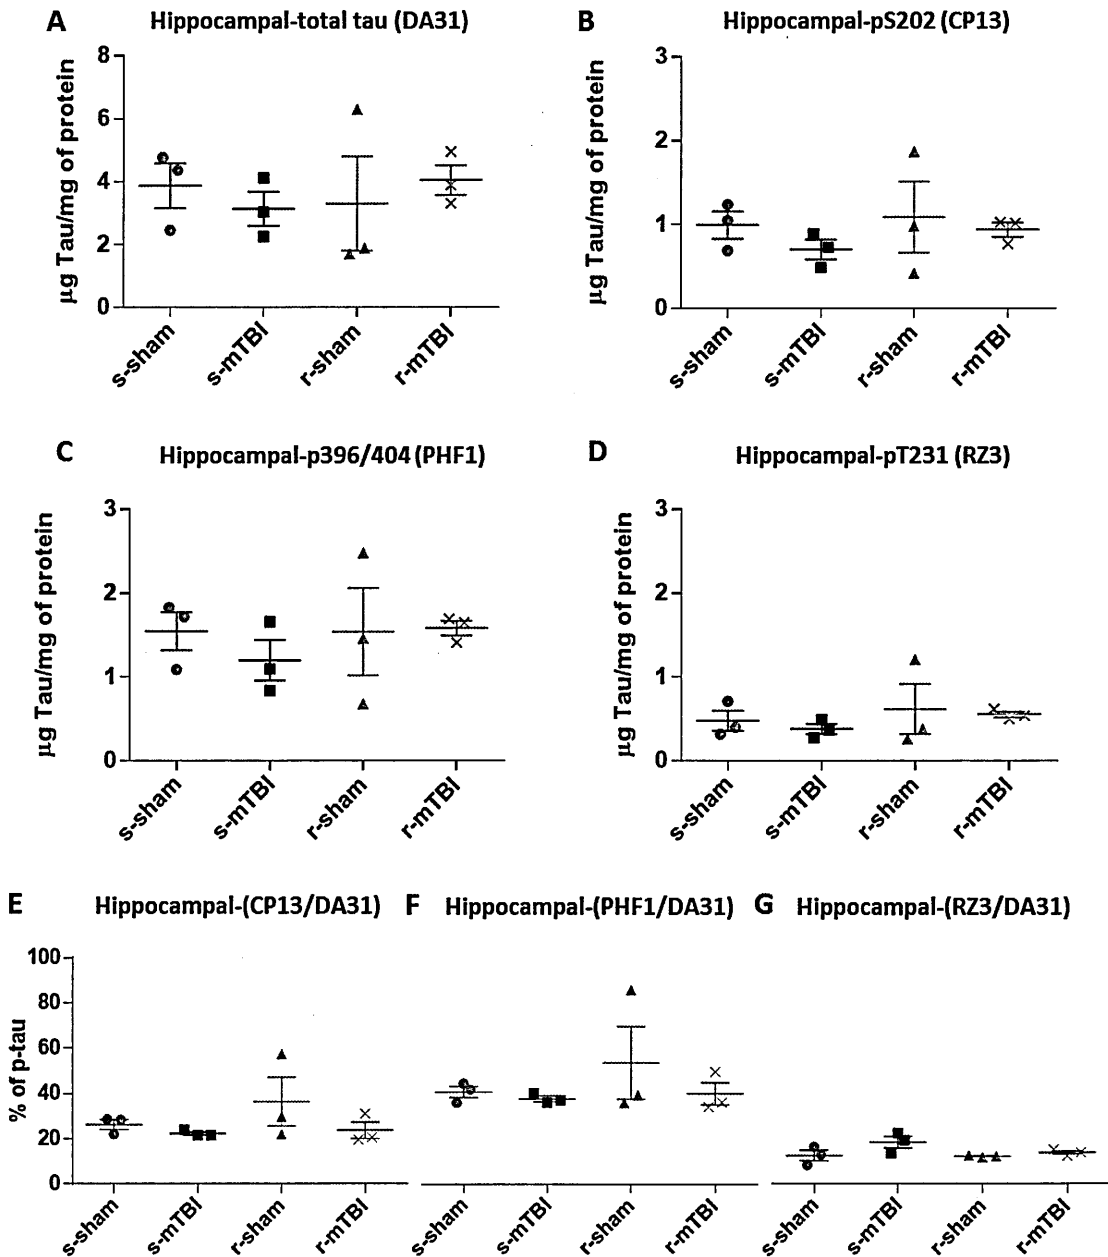 A Hippocampal-total tau (DA31)
μg Tau/mg of protein
8
6
4
2
0
s-sham
s-mTBI
r-sham
r-mTBI
B Hippocampal-pS202 (CP13)
μg Tau/mg of protein
3
2
1
0
s-sham
s-mTBI
r-sham
r-mTBI
C Hippocampal-p396/404 (PHF1)
μg Tau/mg of protein
3
2
1
0
s-sham
s-mTBI
r-sham
r-mTBI
D Hippocampal-pT231 (RZ3)
μg Tau/mg of protein
3
2
1
0
s-sham
s-mTBI
r-sham
r-mTBI
E Hippocampal-(CP13/DA31)
% of p-tau
100
80
60
40
20
0
s-sham
s-mTBI
r-sham
r-mTBI
F Hippocampal-(PHF1/DA31)
s-sham
s-mTBI
r-sham
r-mTBI
G Hippocampal-(RZ3/DA31)
s-sham
s-mTBI
r-sham
r-mTBI